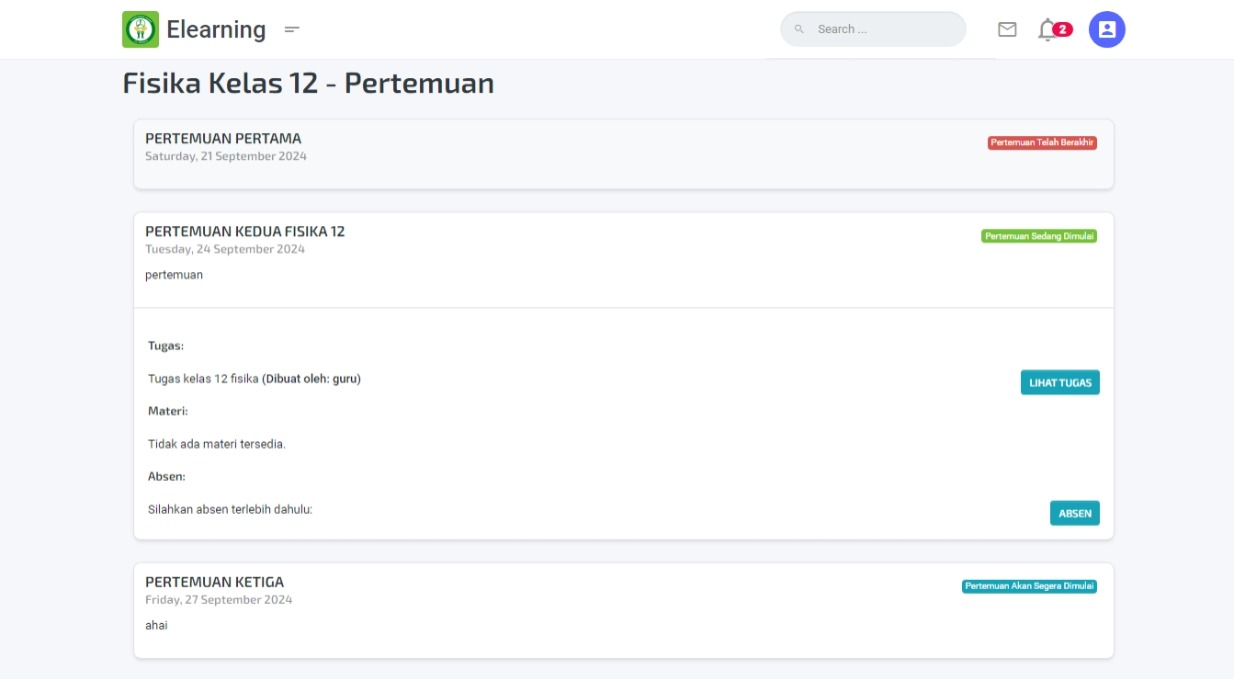 Elearning
Search ...
2
Fisika Kelas 12 - Pertemuan
PERTEMUAN PERTAMA
Pertemuan Telah Berakhir
Saturday, 21 September 2024
PERTEMUAN KEDUA FISIKA 12
Pertemuan Sedang Dimulai
Tuesday, 24 September 2024
pertemuan
Tugas:
Tugas kelas 12 fisika (Dibuat oleh: guru)
LIHAT TUGAS
Materi:
Tidak ada materi tersedia.
Absen:
Silahkan absen terlebih dahulu:
ABSEN
PERTEMUAN KETIGA
Pertemuan Akan Segera Dimulai
Friday, 27 September 2024
ahai